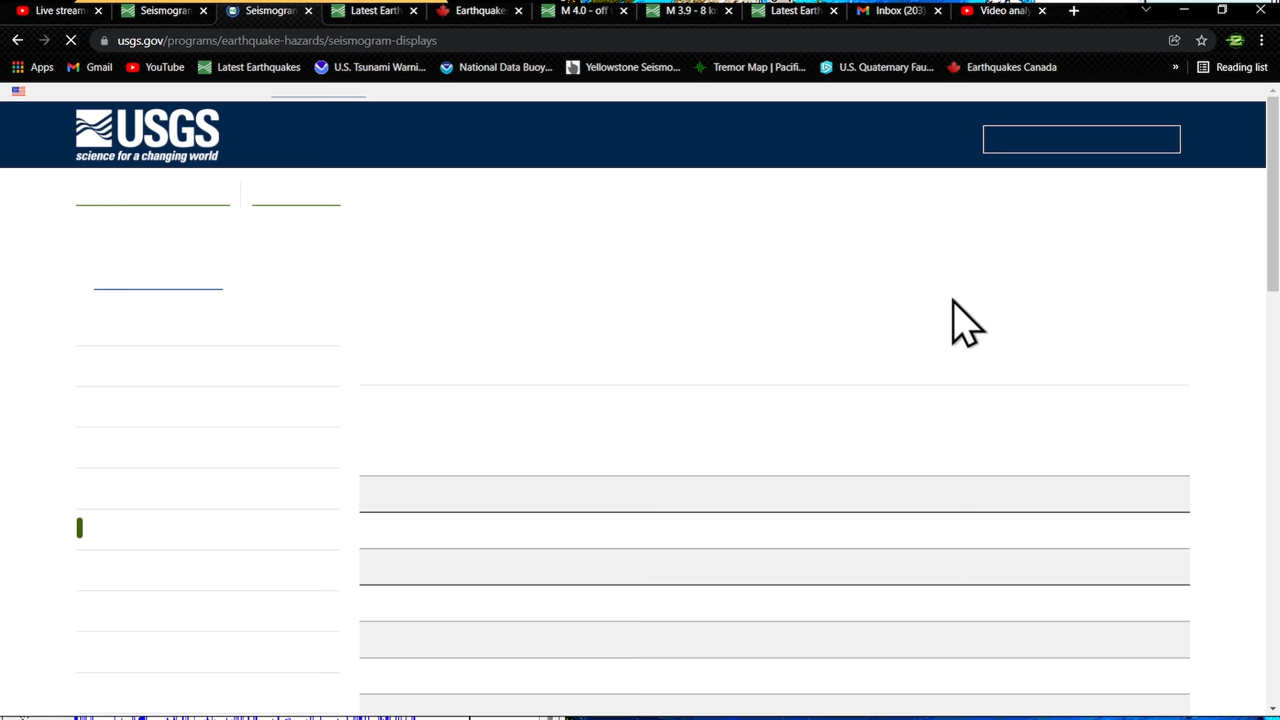 Live stream
Seismogram
Seismogram
Latest Eart
Earthquake
M 4.0 - off
M 3.9 - 8 k
Latest Earth
Inbox (203)
Video analy
usgs.gov/programs/earthquake-hazards/seismogram-displays
Apps
Gmail
YouTube
Latest Earthquakes
U.S. Tsunami Warni...
National Data Buoy...
Yellowstone Seismo...
Tremor Map | Pacifi...
U.S. Quaternary Fau...
Earthquakes Canada
»
Reading list
USGS
science for a changing world